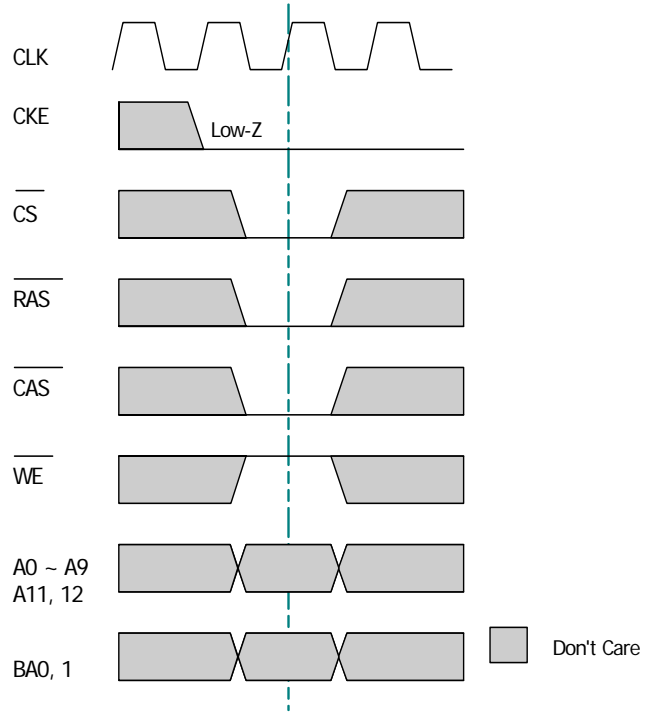 CLK
CKE
Low-Z
CS
RAS
CAS
WE
A0 ~ A9
A11, 12
BA0, 1
Don't Care